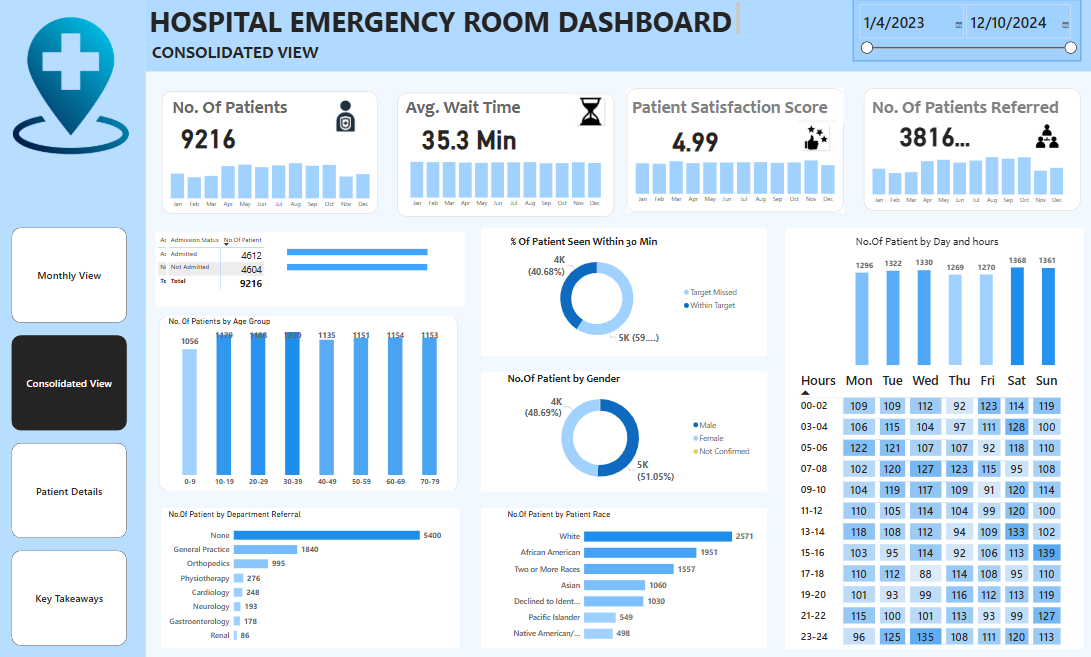 HOSPITAL EMERGENCY ROOM DASHBOARD
CONSOLIDATED VIEW
1/4/2023 12/10/2024
No. Of Patients
9216
Jan Feb Mar Apr May Jun Jul Aug Sep Oct Nov Dec
Avg. Wait Time
35.3 Min
Jan Feb Mar Apr May Jun Jul Aug Sep Oct Nov Dec
Patient Satisfaction Score
4.99
Jan Feb Mar Apr May Jun Jul Aug Sep Oct Nov Dec
No. Of Patients Referred
3816...
Jan Feb Mar Apr May Jun Jul Aug Sep Oct Nov Dec
Monthly View
Consolidated View
Patient Details
Key Takeaways
Admission Status No.Of Patient
Admitted 4612
Not Admitted 4604
Total 9216
No. Of Patients by Age Group
1056 1179 1188 1200 1135 1151 1154 1153
0-9 10-19 20-29 30-39 40-49 50-59 60-69 70-79
No.Of Patient by Department Referral
None 5400
General Practice 1840
Orthopedics 995
Physiotherapy 276
Cardiology 248
Neurology 193
Gastroenterology 178
Renal 86
% Of Patient Seen Within 30 Min
4K
(40.68%)
5K (59....)
Target Missed
Within Target
No.Of Patient by Gender
4K
(48.69%)
5K
(51.05%)
Male
Female
Not Confirmed
No.Of Patient by Patient Race
White 2571
African American 1951
Two or More Races 1557
Asian 1060
Declined to Ident... 1030
Pacific Islander 549
Native American/... 498
No.Of Patient by Day and hours
1296 1322 1330 1269 1270 1368 1361
Hours Mon Tue Wed Thu Fri Sat Sun
00-02 109 109 112 92 123 114 119
03-04 106 115 104 97 111 128 100
05-06 122 121 107 107 92 118 110
07-08 102 120 127 123 115 95 108
09-10 104 119 117 109 91 120 114
11-12 110 105 114 104 99 120 100
13-14 118 108 112 94 109 133 102
15-16 103 95 114 92 106 113 139
17-18 110 112 88 114 108 95 110
19-20 101 93 99 116 112 113 119
21-22 115 100 101 113 93 99 127
23-24 96 125 135 108 111 120 113